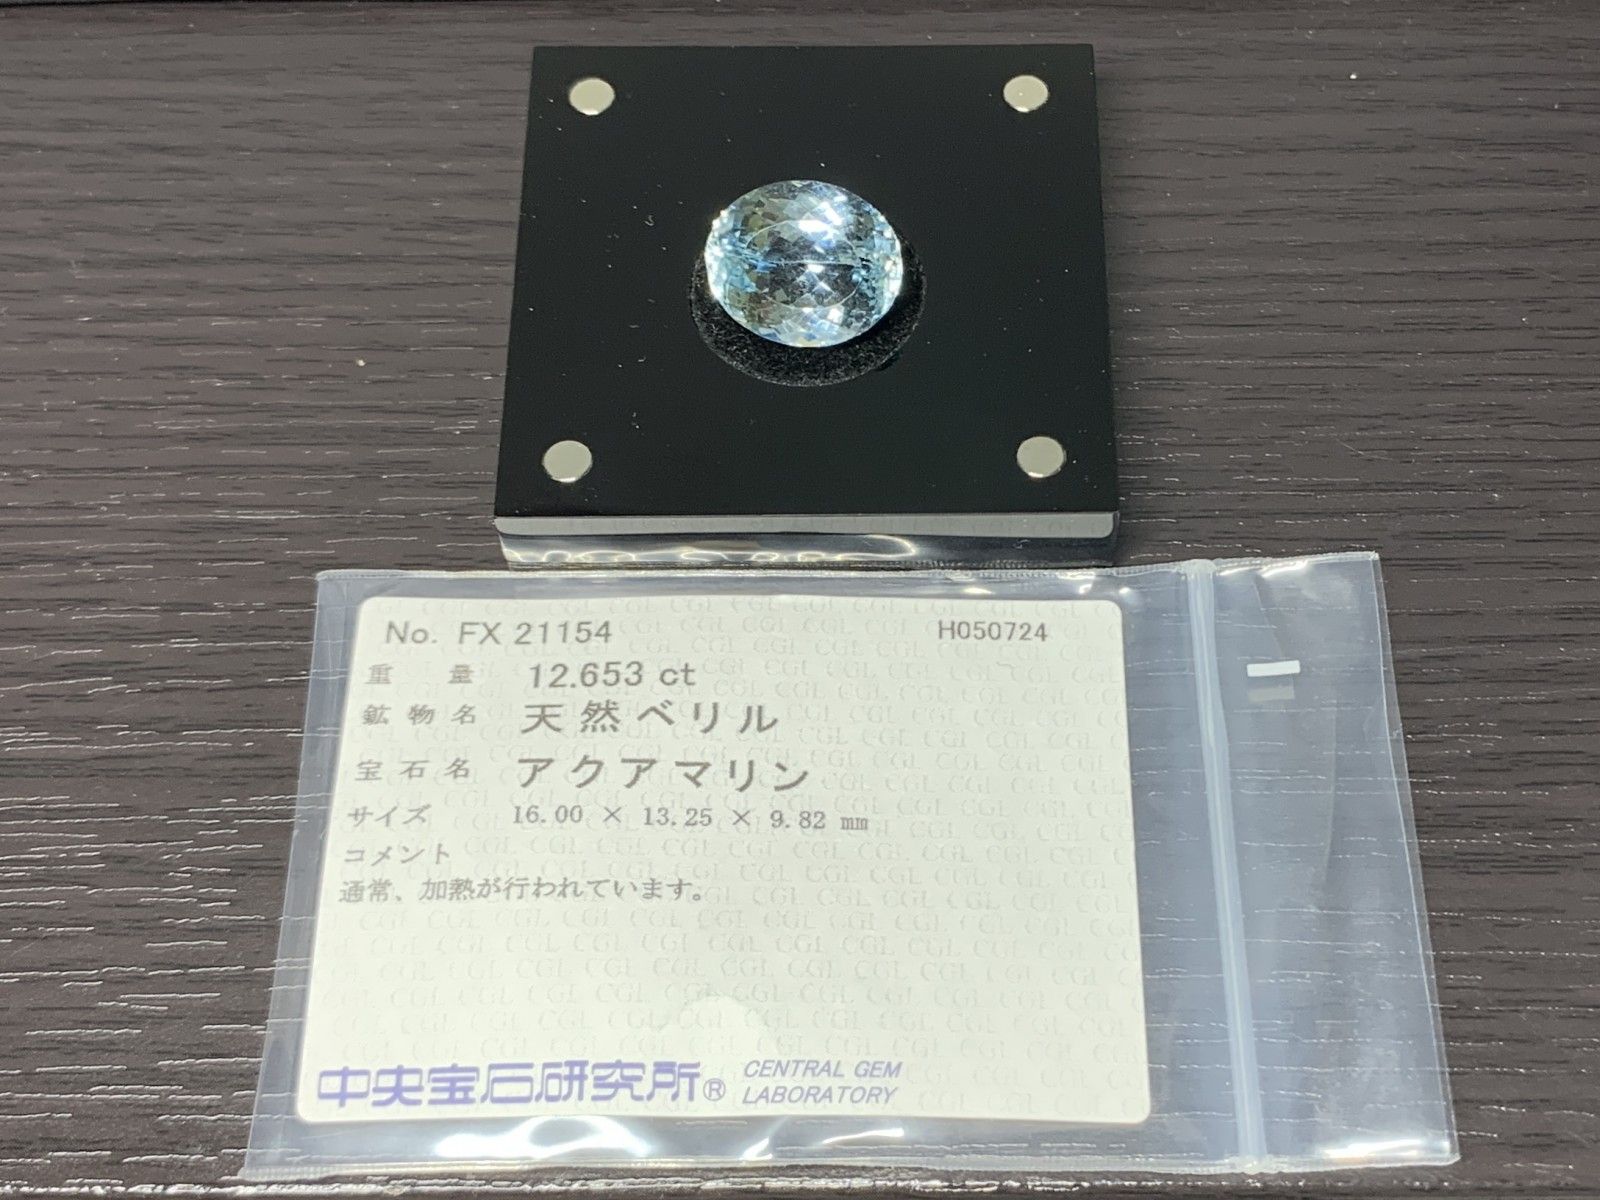 No. FX 21154 H050724
重量 12.653 ct
鉱物名 天然ベリル
宝石名 アクアマリン
サイズ 16.00 × 13.25 × 9.82 mm
コメント
通常、加熱が行われています。
中央宝石研究所® CENTRAL GEM
LABORATORY